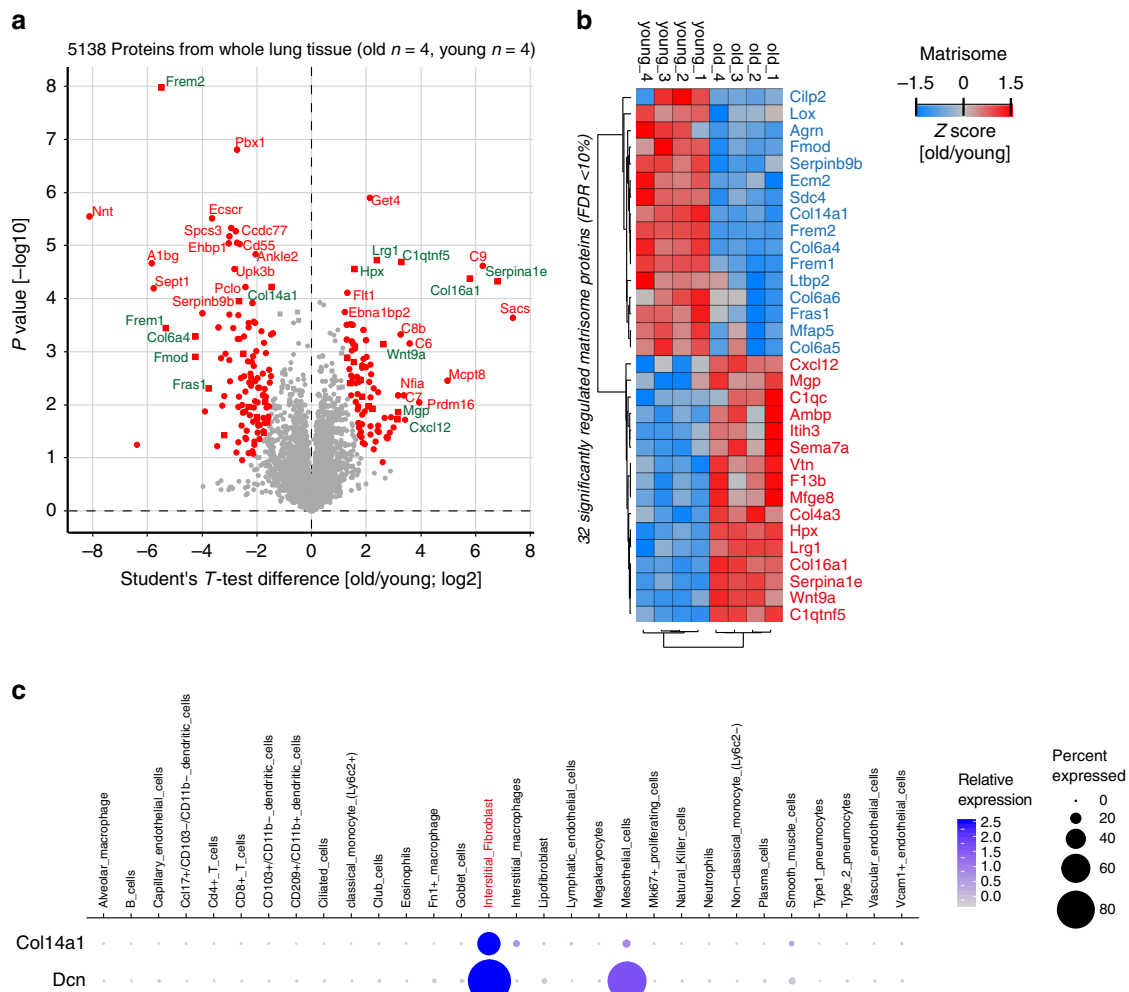 a
5138 Proteins from whole lung tissue (old n = 4, young n = 4)
P value [−log10]
8
7
6
5
4
3
2
1
0
−8
−6
−4
−2
0
2
4
6
8
Student's T-test difference [old/young; log2]
Frem2
Pbx1
Get4
Nnt
Ecscr
Spcs3
Ccdc77
Ehbp1
Cd55
Ankle2
A1bg
Upk3b
Sept1
Pclo
Col14a1
Serpinb9b
Frem1
Col6a4
Fmod
Fras1
Lrg1
C1qtnf5
Hpx
C9
Serpina1e
Col16a1
Flt1
Ebna1bp2
Sacs
C8b
C6
Wnt9a
Mcpt8
Nfia
C7
Prdm16
Mgp
Cxcl12
b
young_4
young_3
young_2
young_1
old_4
old_3
old_2
old_1
Matrisome
−1.5
0
1.5
Z score
[old/young]
32 significantly regulated matrisome proteins (FDR <10%)
Cilp2
Lox
Agrn
Fmod
Serpinb9b
Ecm2
Sdc4
Col14a1
Frem2
Col6a4
Frem1
Ltbp2
Col6a6
Fras1
Mfap5
Col6a5
Cxcl12
Mgp
C1qc
Ambp
Itih3
Sema7a
Vtn
F13b
Mfge8
Col4a3
Hpx
Lrg1
Col16a1
Serpina1e
Wnt9a
C1qtnf5
c
Alveolar_macrophage
B_cells
Capillary_endothelial_cells
Ccl17+/CD103−/CD11b−_dendritic_cells
Cd4+_T_cells
CD8+_T_cells
CD103+/CD11b−_dendritic_cells
CD209+/CD11b+_dendritic_cells
Ciliated_cells
classical_monocyte_(Ly6c2+)
Club_cells
Eosinophils
Fn1+_macrophage
Goblet_cells
Interstitial_Fibroblast
Interstitial_macrophages
Lipofibroblast
Lymphatic_endothelial_cells
Megakaryocytes
Mesothelial_cells
Mki67+_proliferating_cells
Natural_Killer_cells
Neutrophils
Non−classical_monocyte_(Ly6c2−)
Plasma_cells
Smooth_muscle_cells
Type1_pneumocytes
Type_2_pneumocytes
Vascular_endothelial_cells
Vcam1+_endothelial_cells
Col14a1
Dcn
Relative
expression
2.5
2.0
1.5
1.0
0.5
0.0
Percent
expressed
0
20
40
60
80